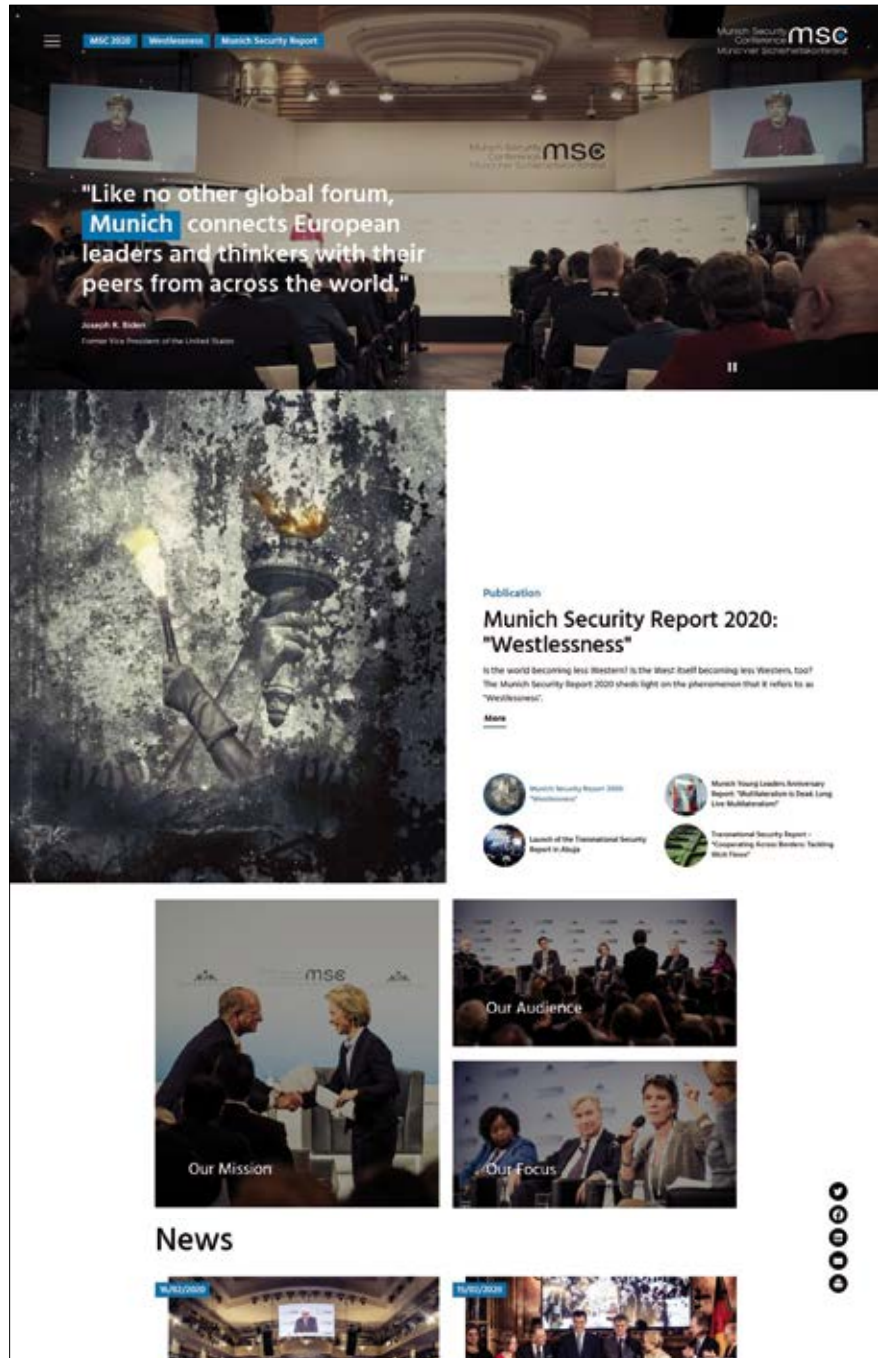 MSC 2020 Westlessness Munich Security Report
Munich Security
Conference msc
Münchner Sicherheitskonferenz
Munich Security
Conference msc
Münchner Sicherheitskonferenz
"Like no other global forum,
Munich connects European
leaders and thinkers with their
peers from across the world."
Joseph R. Biden
Former Vice President of the United States
Publication
Munich Security Report 2020:
"Westlessness"
Is the world becoming less Western? Is the West itself becoming less Western, too?
The Munich Security Report 2020 sheds light on the phenomenon that it refers to as
"Westlessness".
More
Munich Security Report 2020
"Westlessness"
Munich Young Leaders Anniversary
Report: "Multilateralism is Dead. Long
Live Multilateralism!"
Launch of the Transnational Security
Report in Abuja
Transnational Security Report –
"Cooperating Across Borders: Tackling
Illicit Flows"
msc
Our Audience
Our Mission
Our Focus
News
16/02/2020
15/02/2020